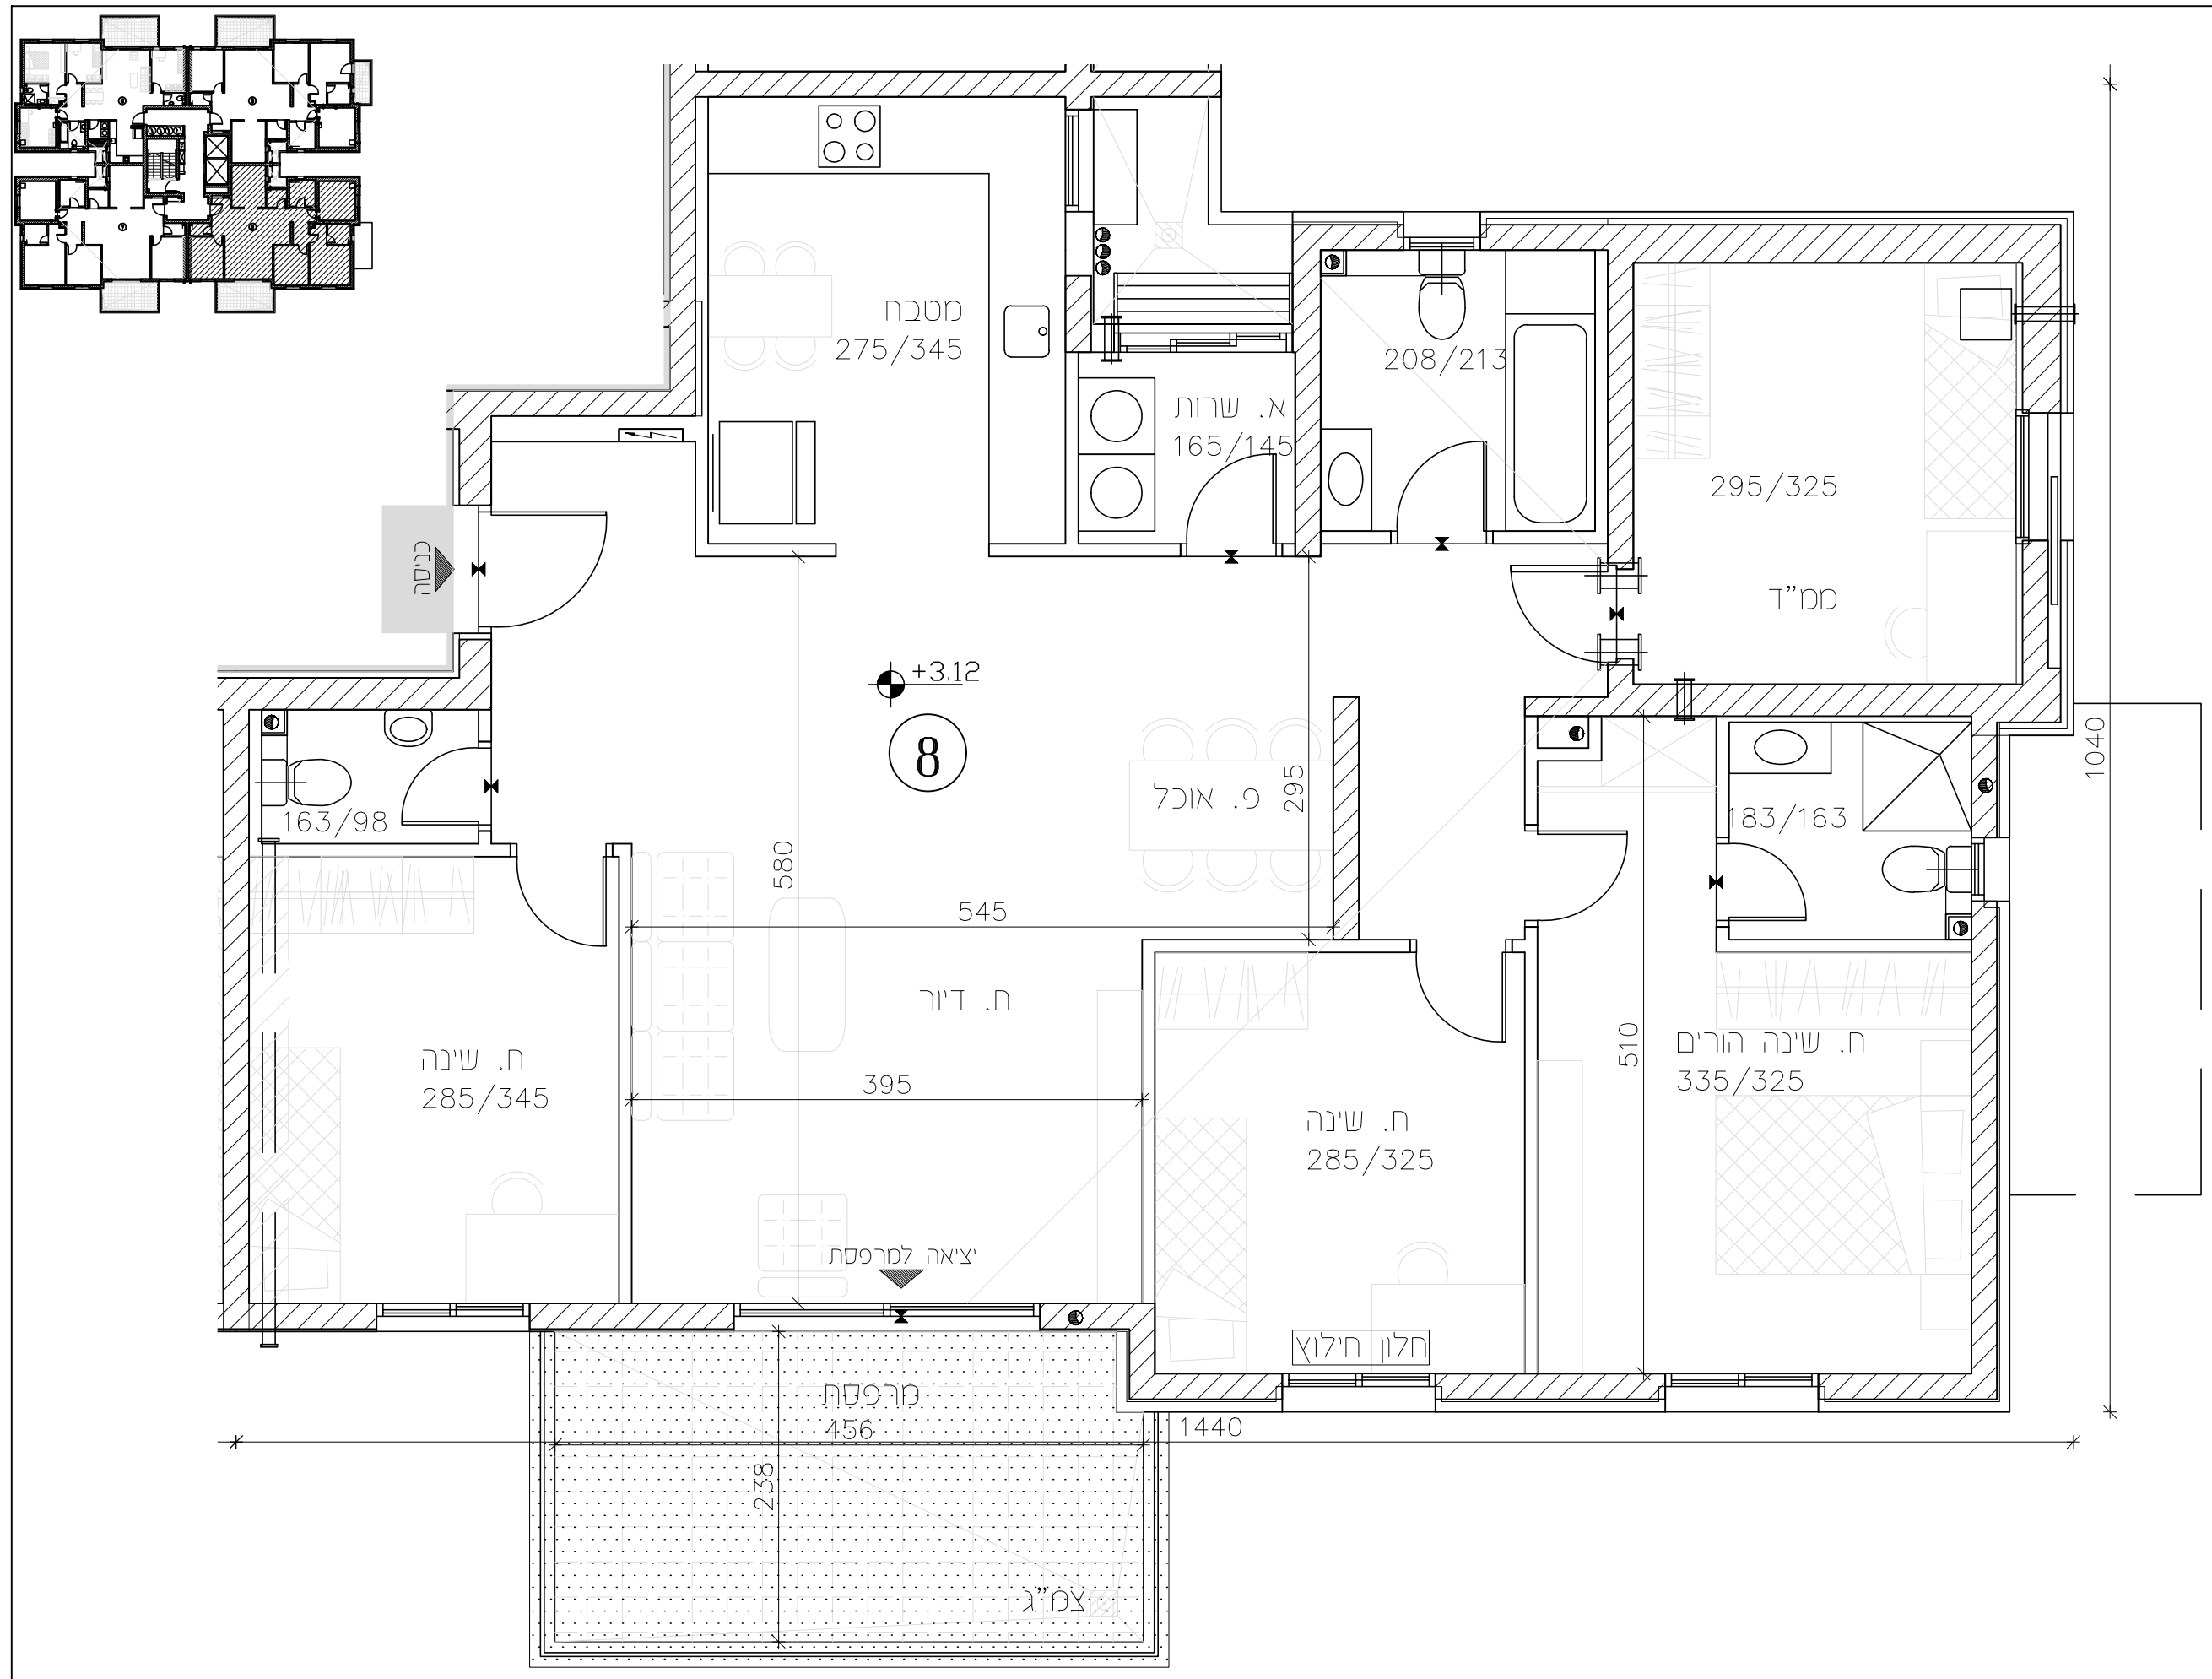 מטבח
275/345
א. שרות
165/145
208/213
295/325
ממ"ד
כניסה
+3.12
8
163/98
פ. אוכל
295
580
545
183/163
1040
ח. דיור
395
ח. שינה
285/345
ח. שינה
285/325
510
ח. שינה הורים
335/325
יציאה למרפסת
חלון חילוץ
מרפסת
456
1440
238
צמ"ג